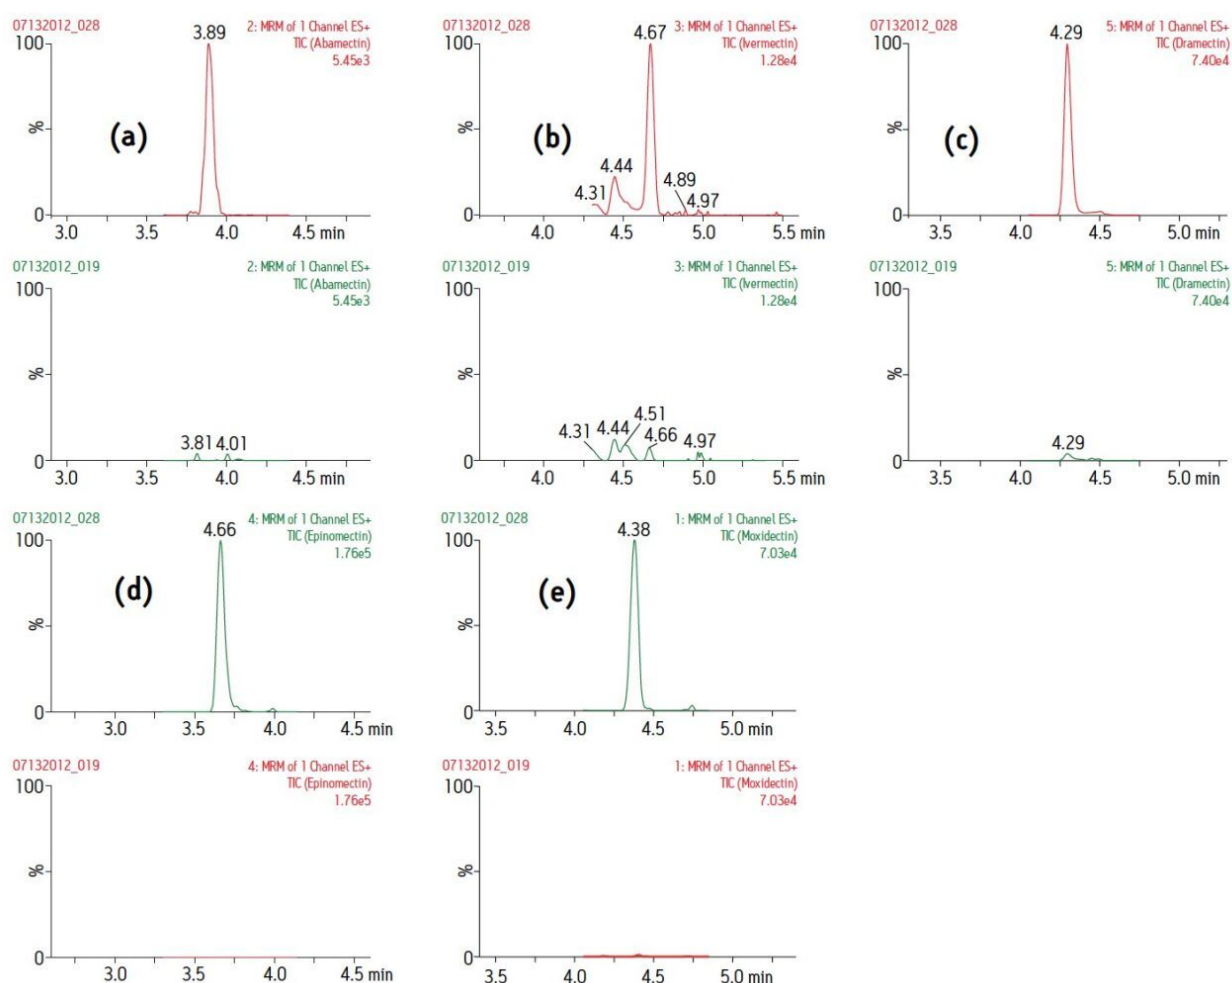 07132012_028
2: MRM of 1 Channel ES+
TIC (Abamectin)
5.45e3
3.89
100
%
0
(a)
3.0 3.5 4.0 4.5 min
07132012_028
3: MRM of 1 Channel ES+
TIC (Ivermectin)
1.28e4
4.67
100
%
0
(b)
4.31
4.44
4.89
4.97
4.0 4.5 5.0 5.5 min
07132012_028
5: MRM of 1 Channel ES+
TIC (Dramectin)
7.40e4
4.29
100
%
0
(c)
3.5 4.0 4.5 5.0 min
07132012_019
2: MRM of 1 Channel ES+
TIC (Abamectin)
5.45e3
100
%
0
3.81
4.01
3.0 3.5 4.0 4.5 min
07132012_019
3: MRM of 1 Channel ES+
TIC (Ivermectin)
1.28e4
100
%
0
4.31
4.44
4.51
4.66
4.97
4.0 4.5 5.0 5.5 min
07132012_019
5: MRM of 1 Channel ES+
TIC (Dramectin)
7.40e4
100
%
0
4.29
3.5 4.0 4.5 5.0 min
07132012_028
4: MRM of 1 Channel ES+
TIC (Epinomectin)
1.76e5
4.66
100
%
0
(d)
3.0 3.5 4.0 4.5 min
07132012_028
1: MRM of 1 Channel ES+
TIC (Moxidectin)
7.03e4
4.38
100
%
0
(e)
3.5 4.0 4.5 5.0 min
07132012_019
4: MRM of 1 Channel ES+
TIC (Epinomectin)
1.76e5
100
%
0
3.0 3.5 4.0 4.5 min
07132012_019
1: MRM of 1 Channel ES+
TIC (Moxidectin)
7.03e4
100
%
0
3.5 4.0 4.5 5.0 min